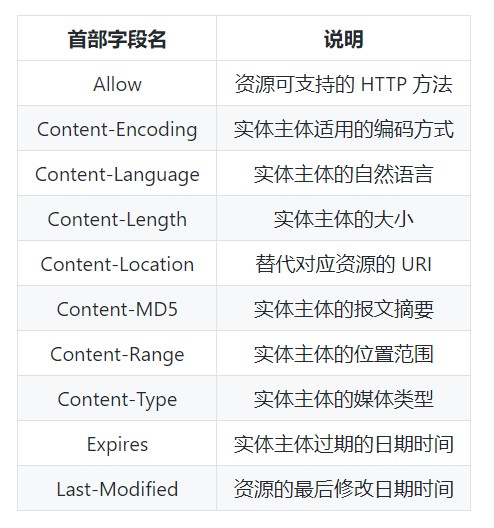 首部字段名 说明
Allow 资源可支持的 HTTP 方法
Content-Encoding 实体主体适用的编码方式
Content-Language 实体主体的自然语言
Content-Length 实体主体的大小
Content-Location 替代对应资源的 URI
Content-MD5 实体主体的报文摘要
Content-Range 实体主体的位置范围
Content-Type 实体主体的媒体类型
Expires 实体主体过期的日期时间
Last-Modified 资源的最后修改日期时间